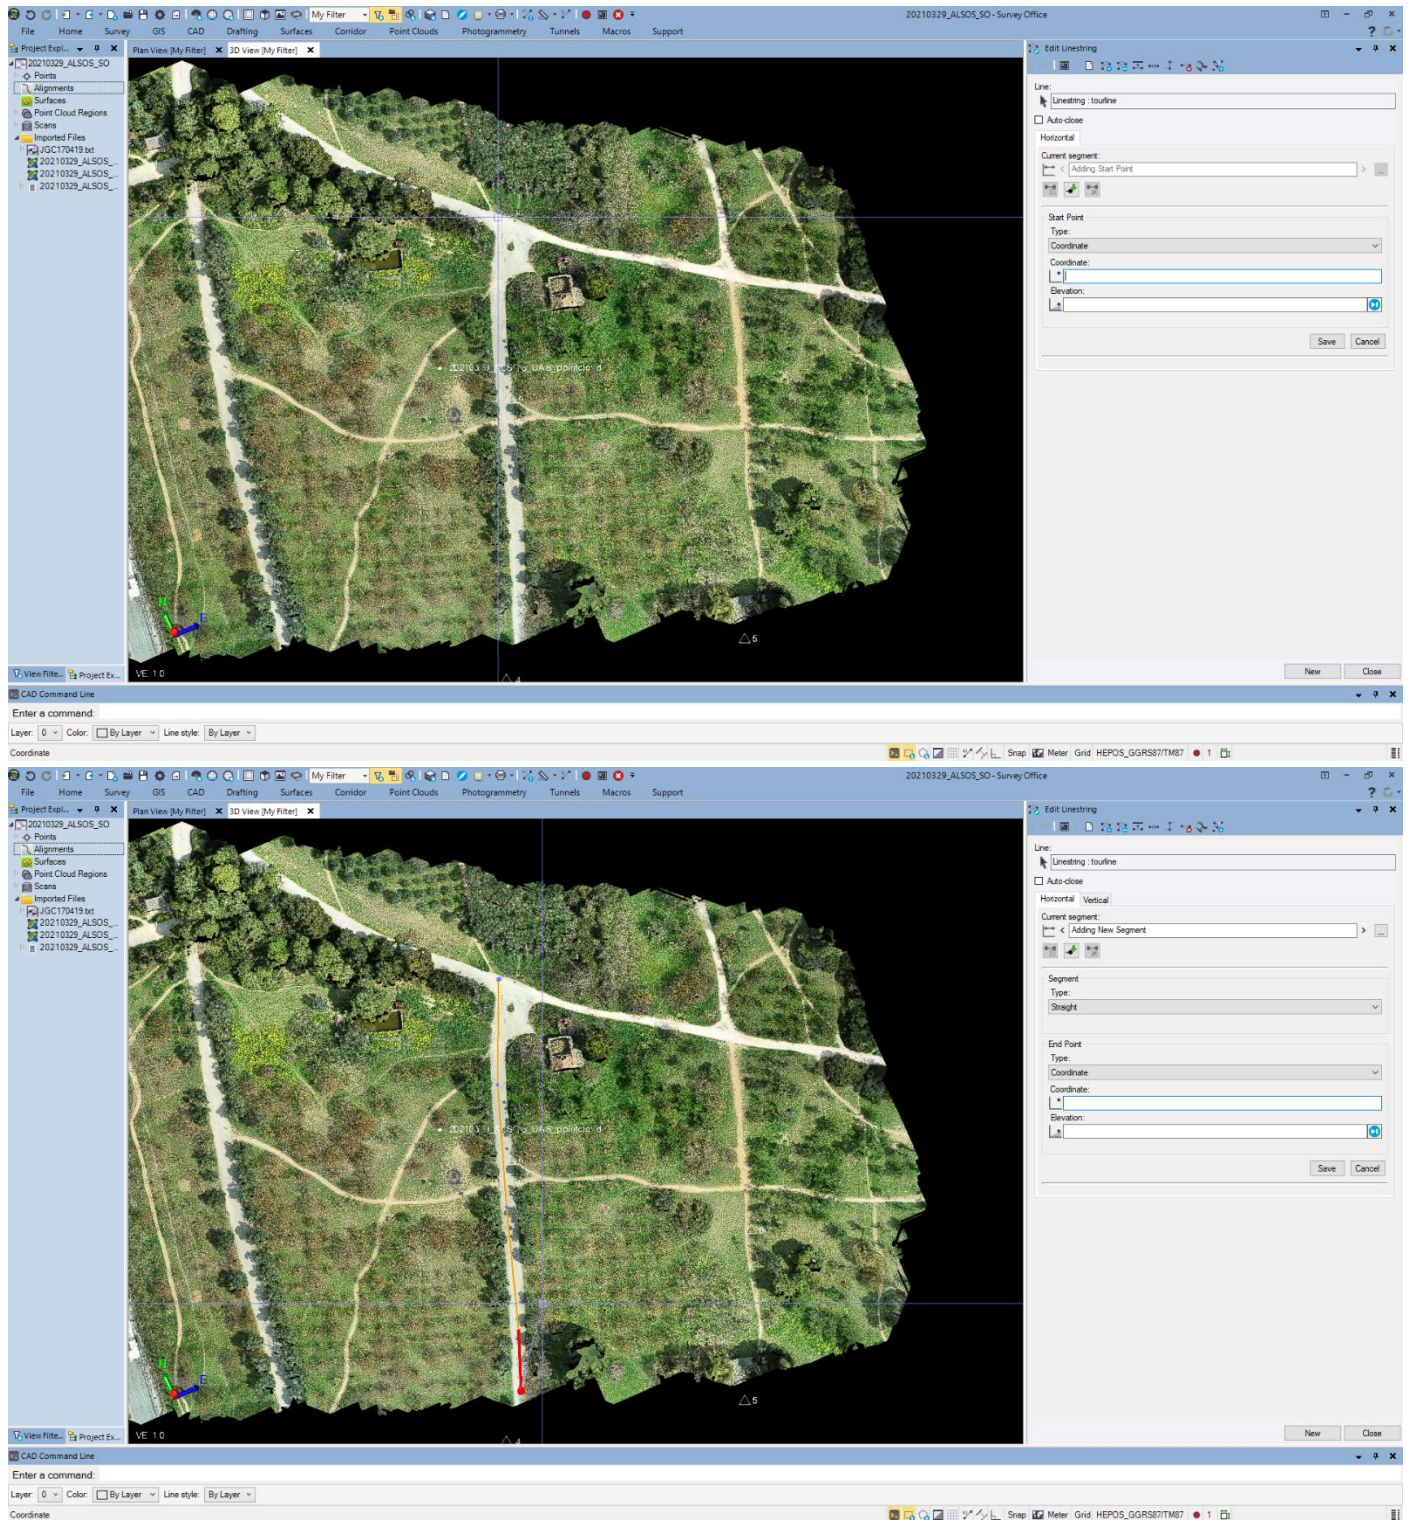 My Filter
20210329_ALSOS_SO - Survey Office
File Home Survey GIS CAD Drafting Surfaces Corridor Point Clouds Photogrammetry Tunnels Macros Support
Project Expl...
Plan View [My Filter] 3D View [My Filter]
Edit Linestring
20210329_ALSOS_SO
Points
Alignments
Surfaces
Point Cloud Regions
Scans
Imported Files
JGC170419.txt
20210329_ALSOS_...
20210329_ALSOS_...
20210329_ALSOS_...
N
E
5
4
VE: 1.0
Line:
Linestring : tourline
Auto-close
Horizontal
Current segment:
< Adding Start Point > ...
Start Point
Type:
Coordinate
Coordinate:
Elevation:
Save Cancel
New Close
View Filte... Project Ex...
CAD Command Line
Enter a command:
Layer: 0 Color: By Layer Line style: By Layer
Coordinate
Snap Meter Grid HEPOS_GGRS87/TM87 1
My Filter
20210329_ALSOS_SO - Survey Office
File Home Survey GIS CAD Drafting Surfaces Corridor Point Clouds Photogrammetry Tunnels Macros Support
Project Expl...
Plan View [My Filter] 3D View [My Filter]
Edit Linestring
20210329_ALSOS_SO
Points
Alignments
Surfaces
Point Cloud Regions
Scans
Imported Files
JGC170419.txt
20210329_ALSOS_...
20210329_ALSOS_...
20210329_ALSOS_...
N
E
5
4
VE: 1.0
Line:
Linestring : tourline
Auto-close
Horizontal Vertical
Current segment:
< Adding New Segment > ...
Segment
Type:
Straight
End Point
Type:
Coordinate
Coordinate:
Elevation:
Save Cancel
New Close
View Filte... Project Ex...
CAD Command Line
Enter a command:
Layer: 0 Color: By Layer Line style: By Layer
Coordinate
Snap Meter Grid HEPOS_GGRS87/TM87 1